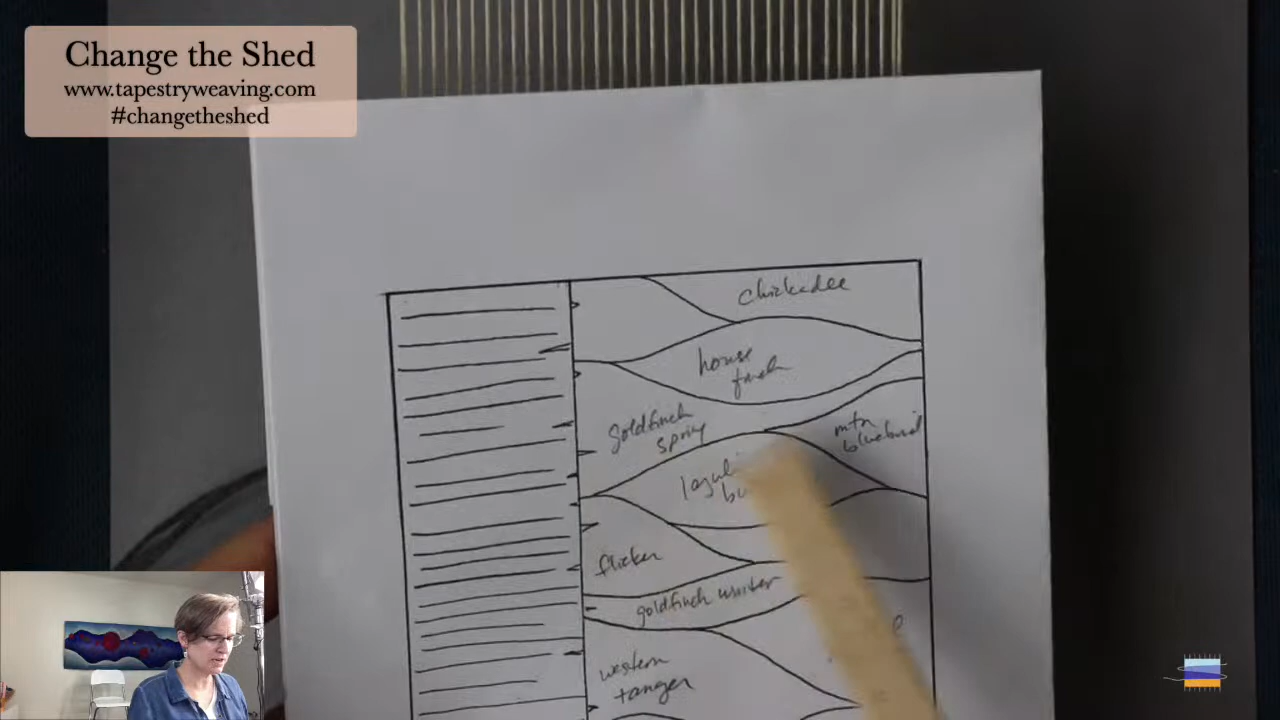 Change the Shed
www.tapestryweaving.com
#changetheshed
chickadee
house
finch
goldfinch
spring
mtn
bluebird
flicker
goldfinch winter
western
tanager